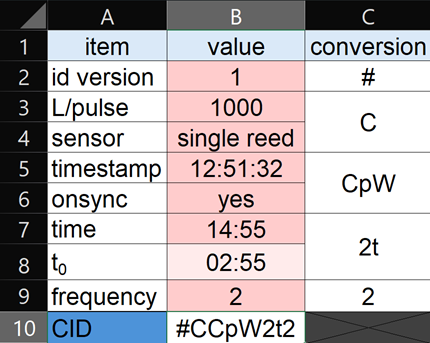 A B C
1 item value conversion
2 id version 1 #
3 L/pulse 1000
C
4 sensor single reed
5 timestamp 12:51:32
CpW
6 onsync yes
7 time 14:55
2t
8 t₀ 02:55
9 frequency 2 2
10 CID #CCpW2t2